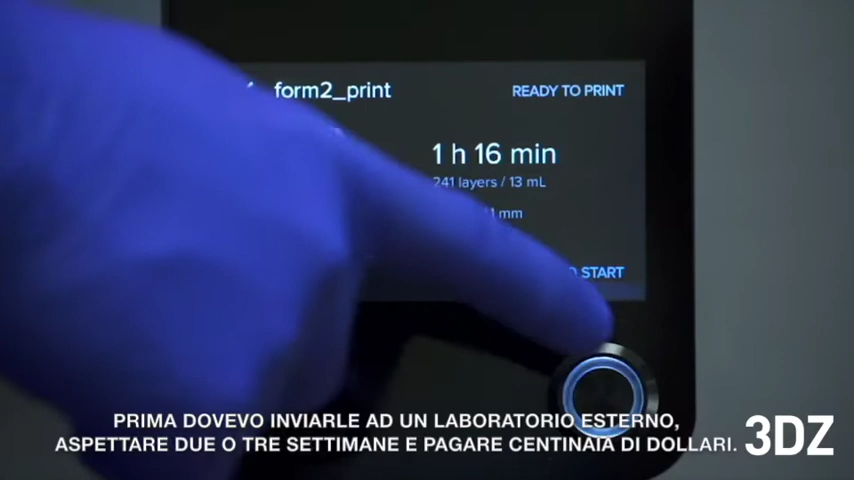 form2_print READY TO PRINT
1 h 16 min
241 layers / 13 mL
mm
START
PRIMA DOVEVO INVIARLE AD UN LABORATORIO ESTERNO,
ASPETTARE DUE O TRE SETTIMANE E PAGARE CENTINAIA DI DOLLARI.
3DZ